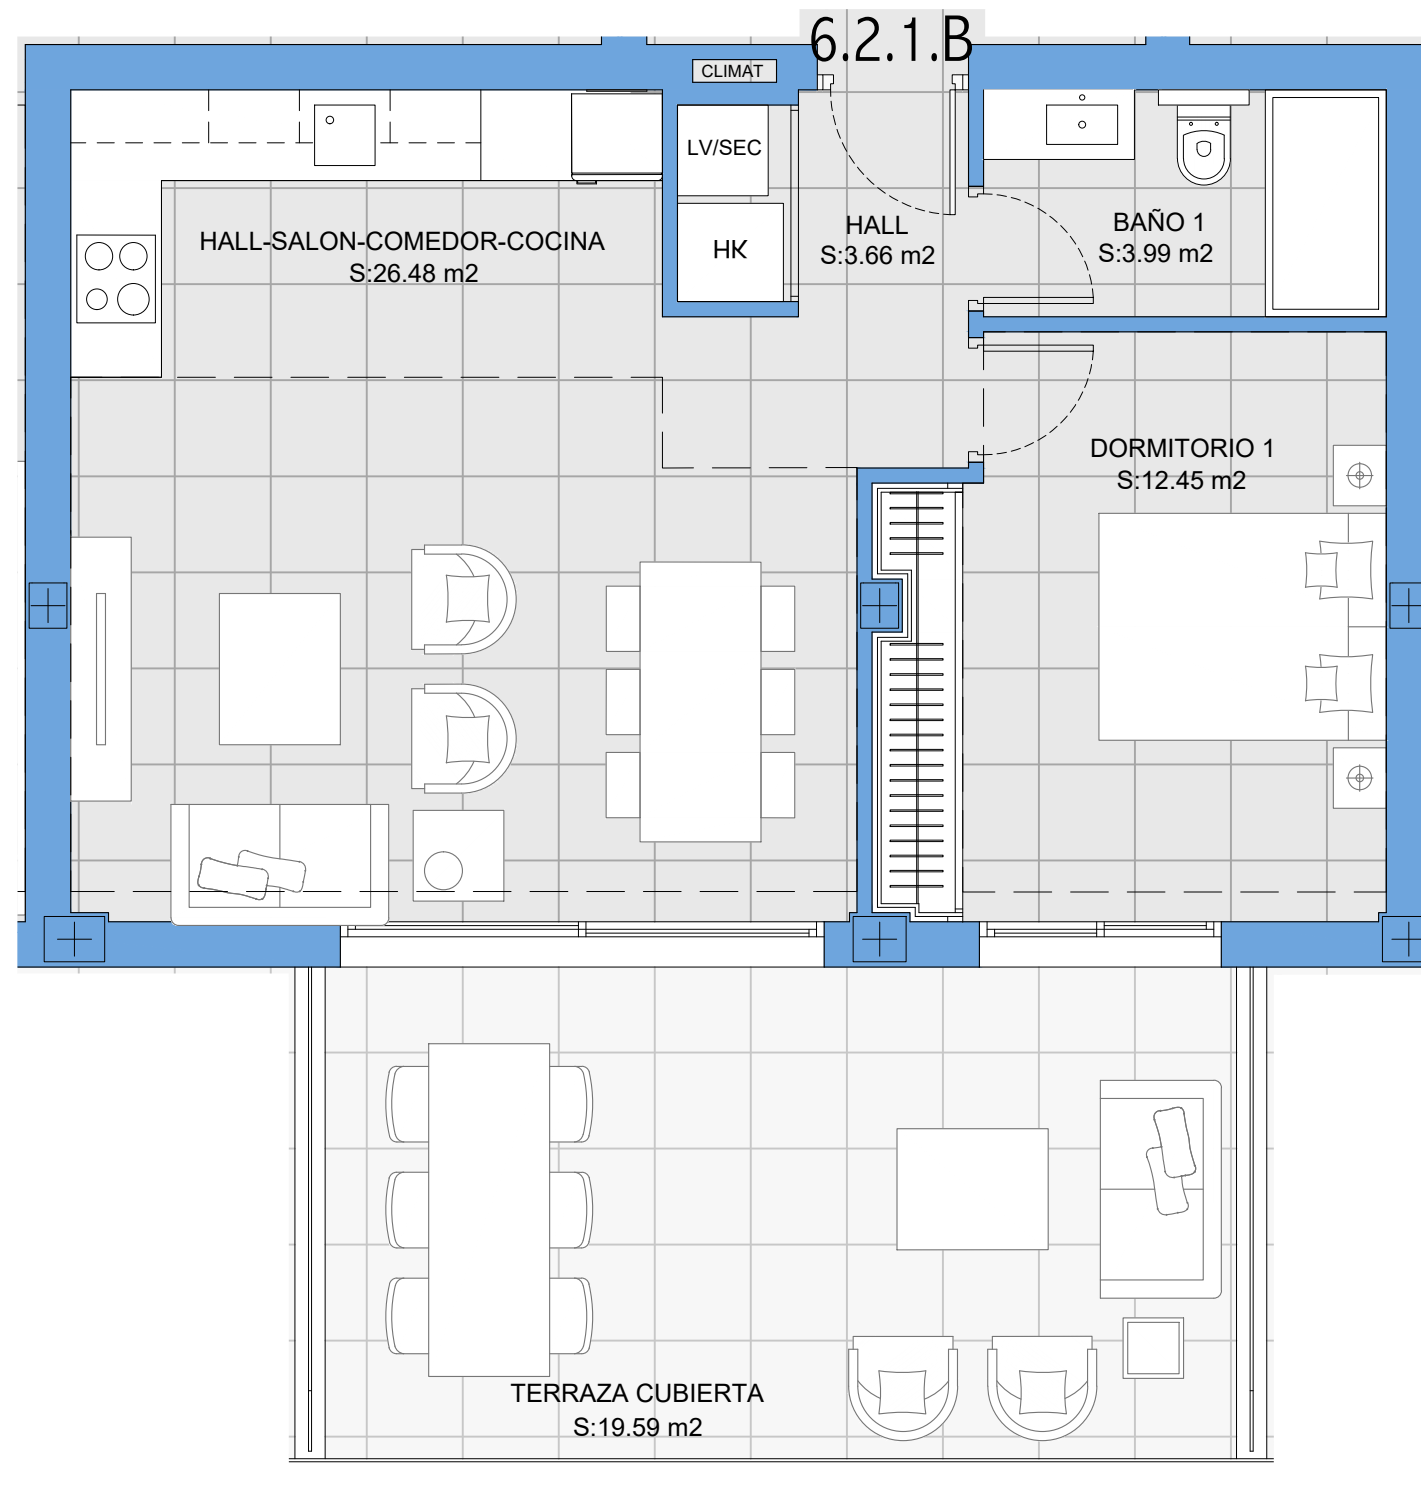 6.2.1.B
CLIMAT
LV/SEC
HK
HALL-SALON-COMEDOR-COCINA
S:26.48 m2
HALL
S:3.66 m2
BAÑO 1
S:3.99 m2
DORMITORIO 1
S:12.45 m2
TERRAZA CUBIERTA
S:19.59 m2